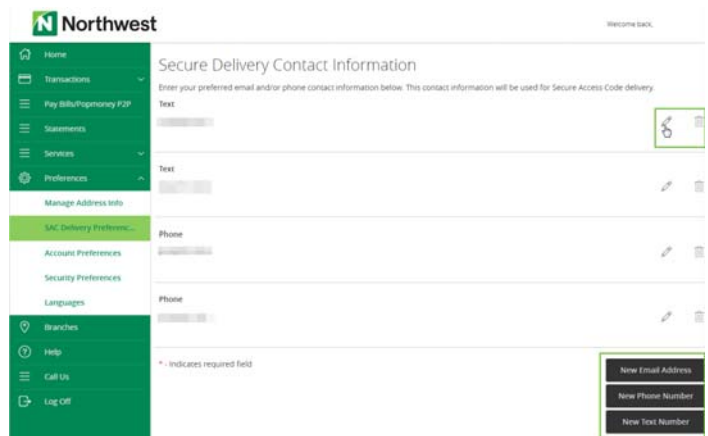 Northwest
Welcome back,
Home
Transactions
Pay Bills/Popmoney P2P
Statements
Services
Preferences
Manage Address Info
SAC Delivery Preferenc...
Account Preferences
Security Preferences
Languages
Branches
Help
Call Us
Log Off
Secure Delivery Contact Information
Enter your preferred email and/or phone contact information below. This contact information will be used for Secure Access Code delivery.
Text
Text
Phone
Phone
* - Indicates required field
New Email Address
New Phone Number
New Text Number